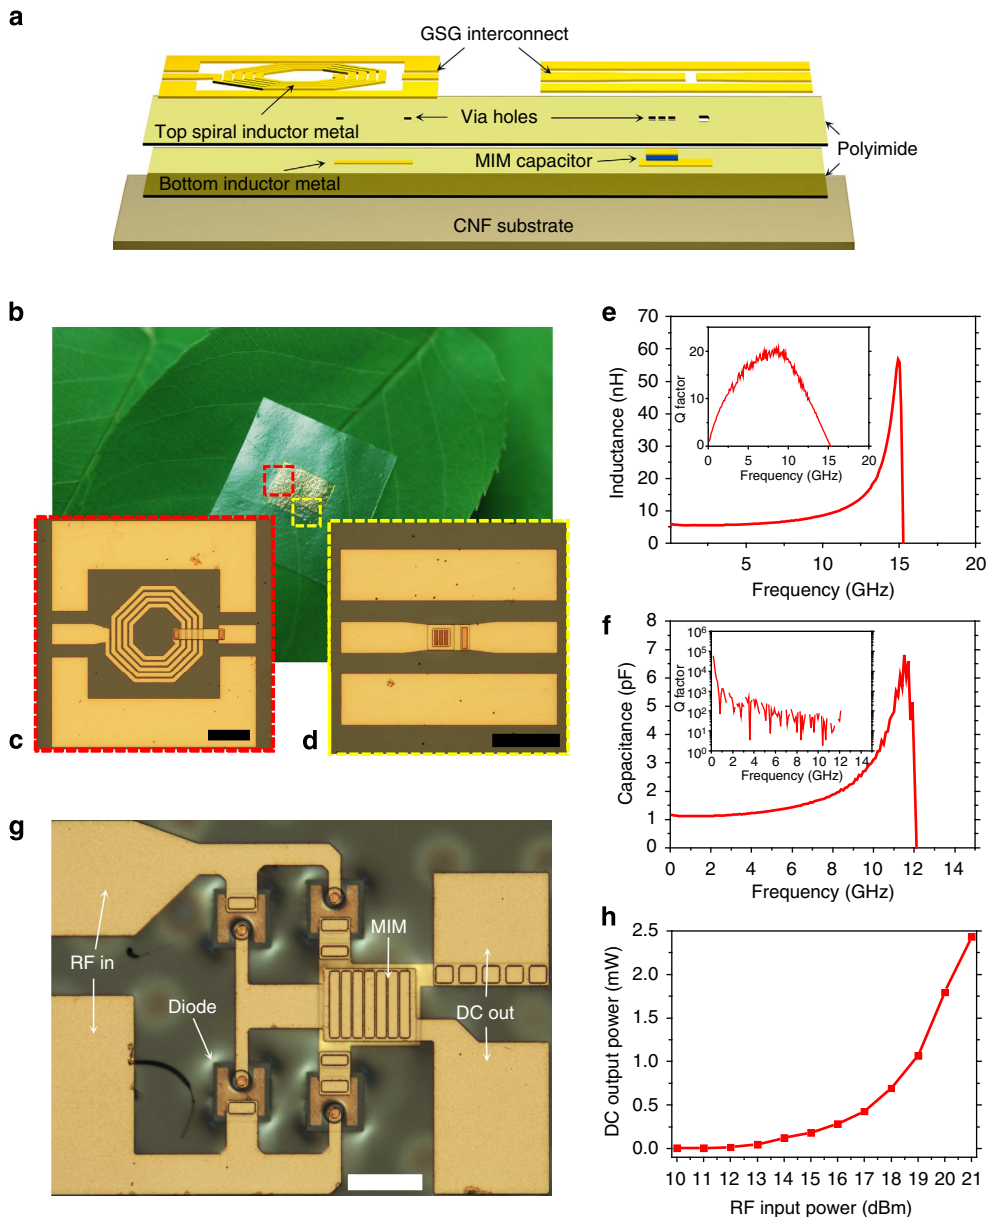 a
GSG interconnect
Via holes
Top spiral inductor metal
Polyimide
MIM capacitor
Bottom inductor metal
CNF substrate
b
c
d
e
70
60
50
40
30
20
10
0
5
10
15
20
Inductance (nH)
Frequency (GHz)
20
10
0
0
5
10
15
20
Q factor
Frequency (GHz)
f
8
7
6
5
4
3
2
1
0
0
2
4
6
8
10
12
14
Capacitance (pF)
Frequency (GHz)
10⁶
10⁵
10⁴
10³
10²
10¹
10⁰
0
2
4
6
8
10
12
14
Q factor
Frequency (GHz)
g
RF in
Diode
MIM
DC out
h
2.5
2.0
1.5
1.0
0.5
0.0
10 11 12 13 14 15 16 17 18 19 20 21
DC output power (mW)
RF input power (dBm)